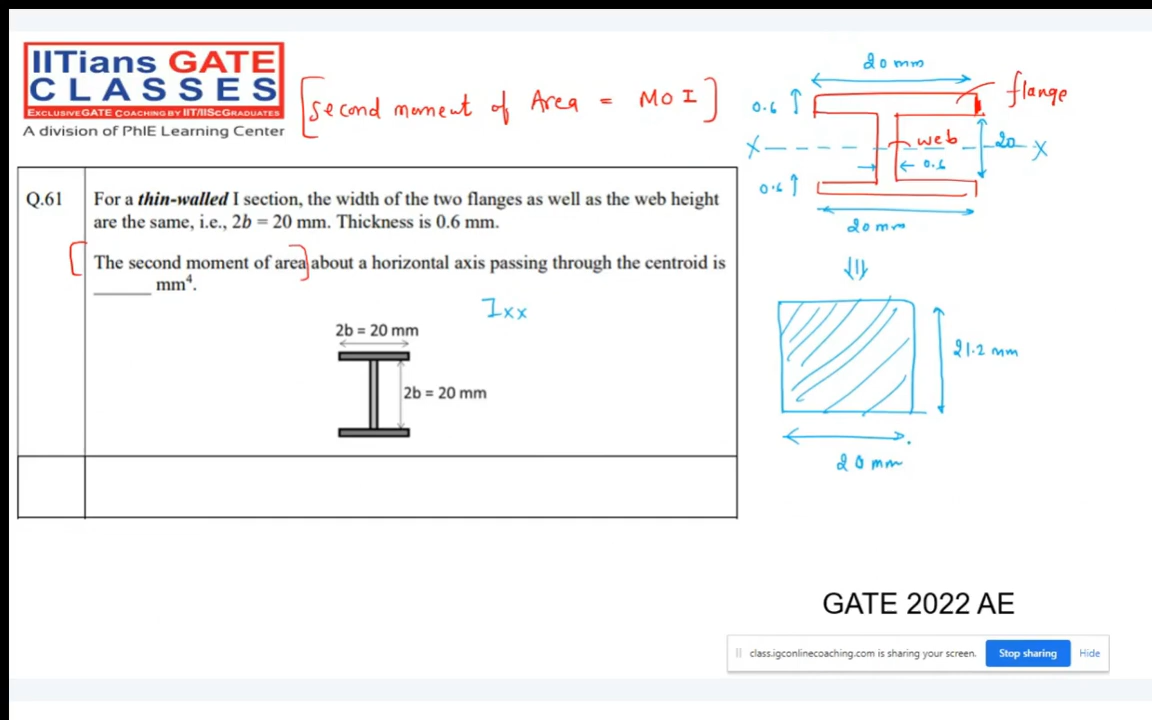 IITians GATE
CLASSES
EXCLUSIVE GATE COACHING BY IIT/IISc GRADUATES
A division of PhIE Learning Center
[Second moment of Area = MOI]
20 mm
flange
0.6
web
X
20
X
0.6
0.6
20 mm
Q.61
For a thin-walled I section, the width of the two flanges as well as the web height
are the same, i.e., 2b = 20 mm. Thickness is 0.6 mm.
[The second moment of area] about a horizontal axis passing through the centroid is
______ mm⁴.
Ixx
2b = 20 mm
2b = 20 mm
21.2 mm
20 mm
GATE 2022 AE
class.igconlinecoaching.com is sharing your screen.
Stop sharing
Hide